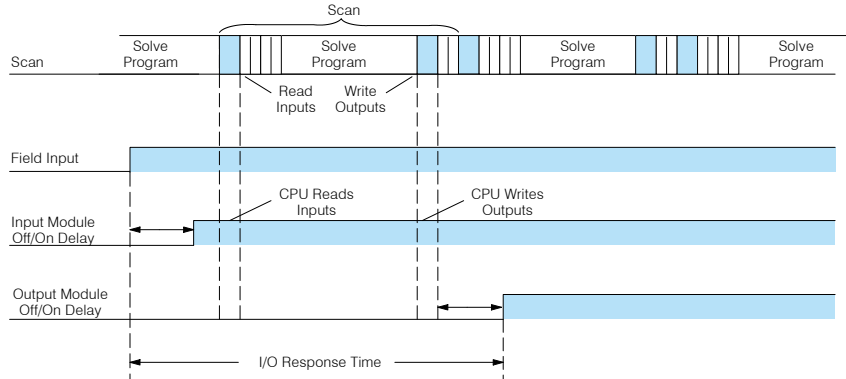 Scan
Scan
Solve
Program
Solve
Program
Solve
Program
Solve
Program
Read
Inputs
Write
Outputs
Field Input
Input Module
Off/On Delay
CPU Reads
Inputs
CPU Writes
Outputs
Output Module
Off/On Delay
I/O Response Time